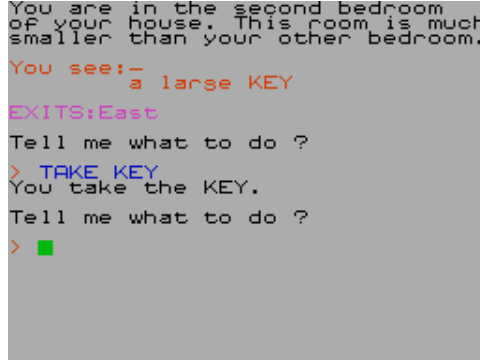 You are in the second bedroom
of your house. This room is much
smaller than your other bedroom.
You see:—
a large KEY
EXITS:East
Tell me what to do ?
> TAKE KEY
You take the KEY.
Tell me what to do ?
>